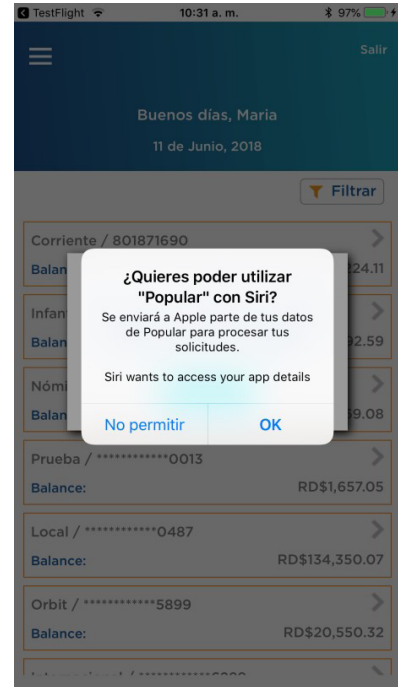 TestFlight 10:31 a. m. 97%
Salir
Buenos días, Maria
11 de Junio, 2018
Filtrar
Corriente / 801871690
Balan 224.11
¿Quieres poder utilizar
"Popular" con Siri?
Se enviará a Apple parte de tus datos
de Popular para procesar tus
solicitudes.
Siri wants to access your app details
No permitir OK
Infan
Balan 92.59
Nómi
Balan 69.08
Prueba / ************0013
Balance: RD$1,657.05
Local / ************0487
Balance: RD$134,350.07
Orbit / ************5899
Balance: RD$20,550.32